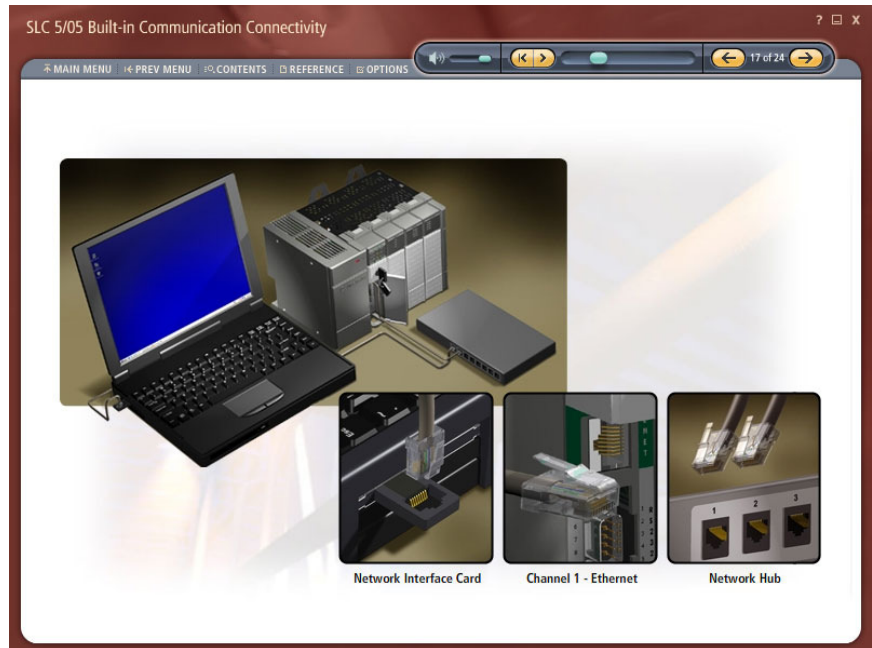 SLC 5/05 Built-in Communication Connectivity
?
X
MAIN MENU PREV MENU CONTENTS REFERENCE OPTIONS
17 of 24
N
E
T
1 2 3
Network Interface Card
Channel 1 - Ethernet
Network Hub